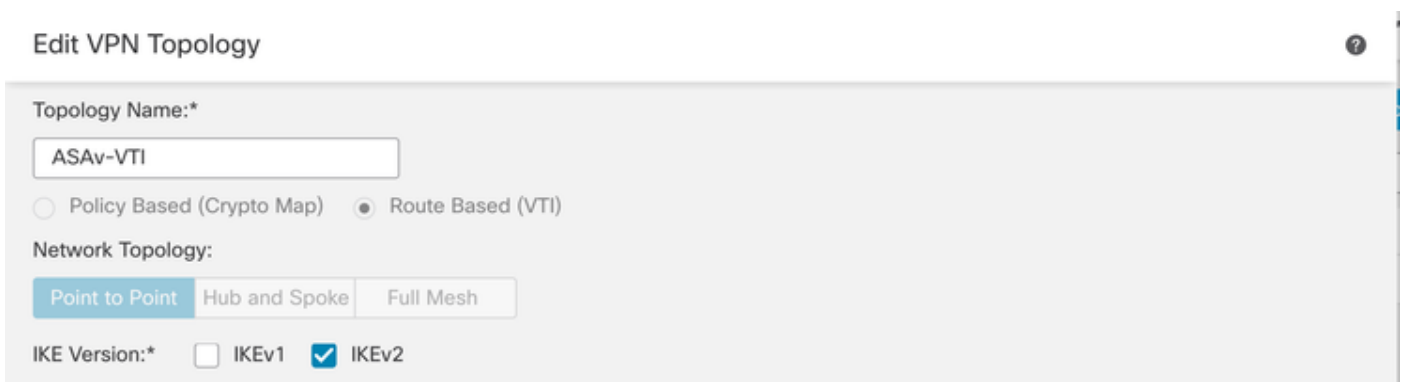 Edit VPN Topology
?
Topology Name:*
ASAv-VTI
Policy Based (Crypto Map) Route Based (VTI)
Network Topology:
Point to Point Hub and Spoke Full Mesh
IKE Version:* IKEv1 IKEv2